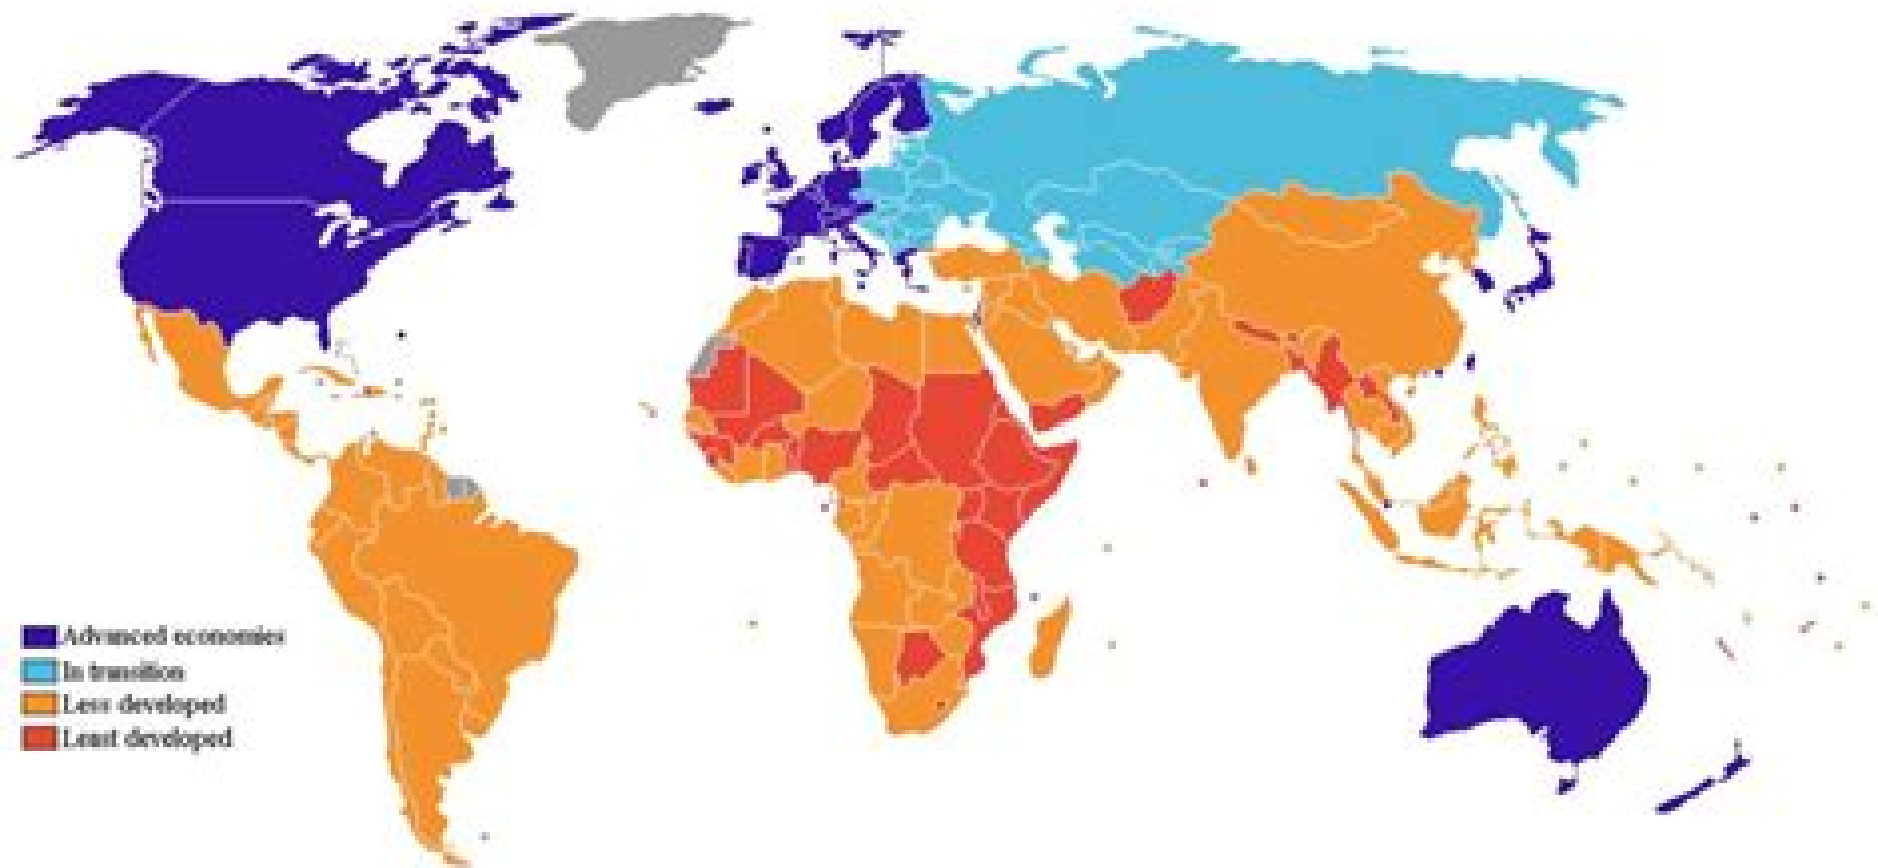 Advanced economies
In transition
Less developed
Least developed